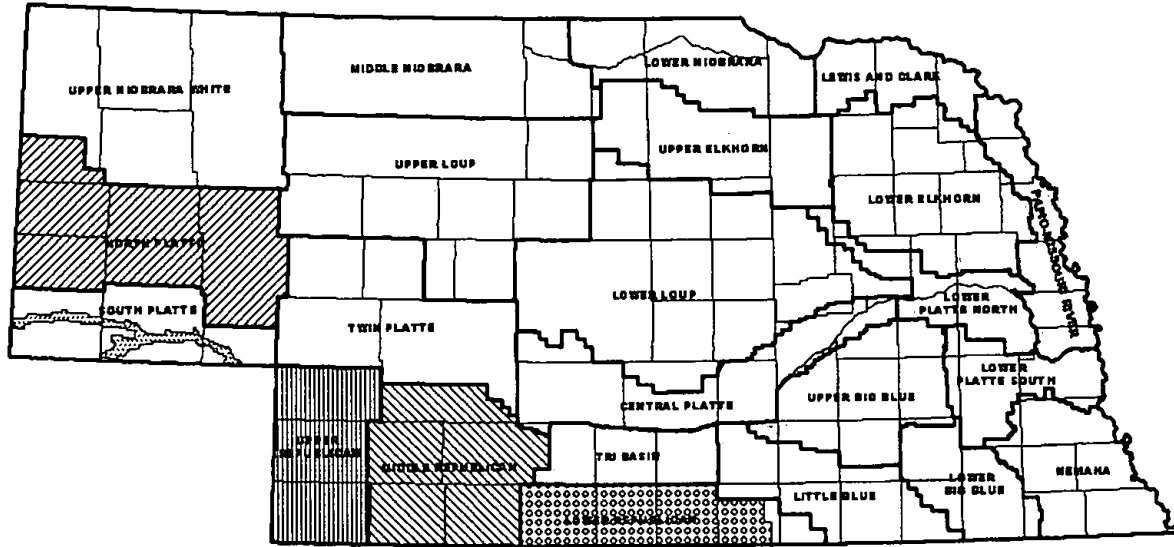 UPPER NIOBRARA WHITE
MIDDLE NIOBRARA
LOWER NIOBRARA
LEWIS AND CLARK
UPPER LOUP
UPPER ELKHORN
LOWER ELKHORN
PAPIO-MISSOURI RIVER
NORTH PLATTE
SOUTH PLATTE
TWIN PLATTE
LOWER LOUP
LOWER
PLATTE NORTH
LOWER
PLATTE SOUTH
CENTRAL PLATTE
UPPER BIG BLUE
UPPER
REPUBLICAN
MIDDLE REPUBLICAN
TRI BASIN
LITTLE BLUE
LOWER
BIG BLUE
NEMAHA
LOWER REPUBLICAN